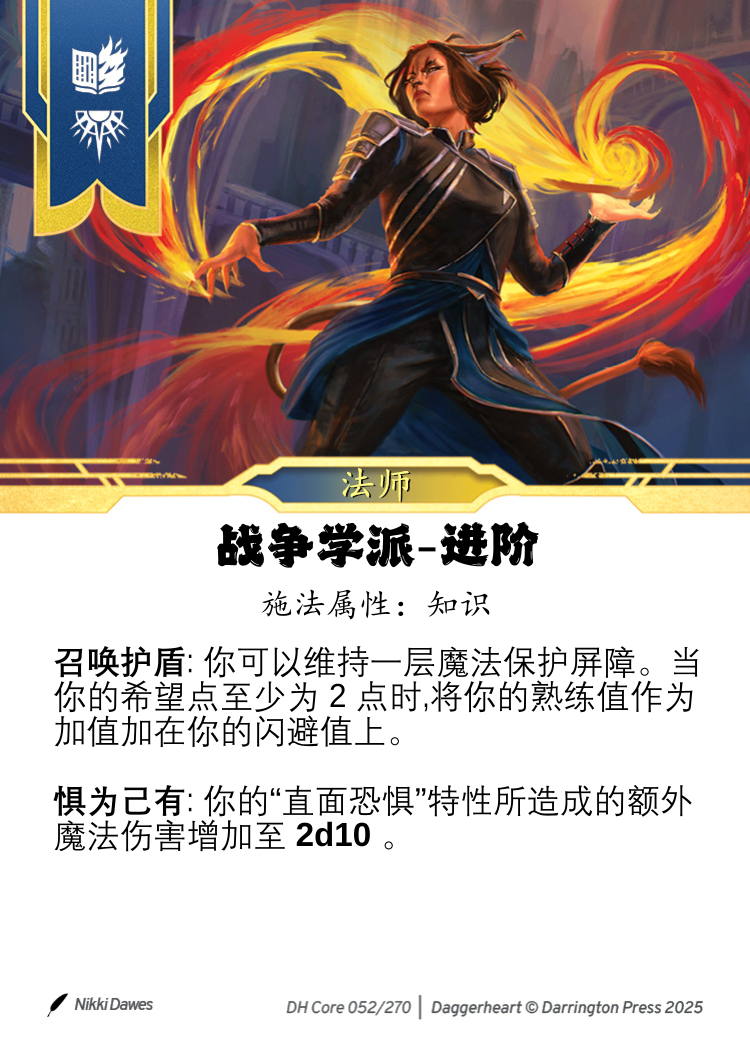 法师
战争学派-进阶
施法属性：知识
召唤护盾: 你可以维持一层魔法保护屏障。当
你的希望点至少为 2 点时,将你的熟练值作为
加值加在你的闪避值上。
惧为己有: 你的“直面恐惧”特性所造成的额外
魔法伤害增加至 2d10 。
Nikki Dawes
DH Core 052/270 | Daggerheart © Darrington Press 2025